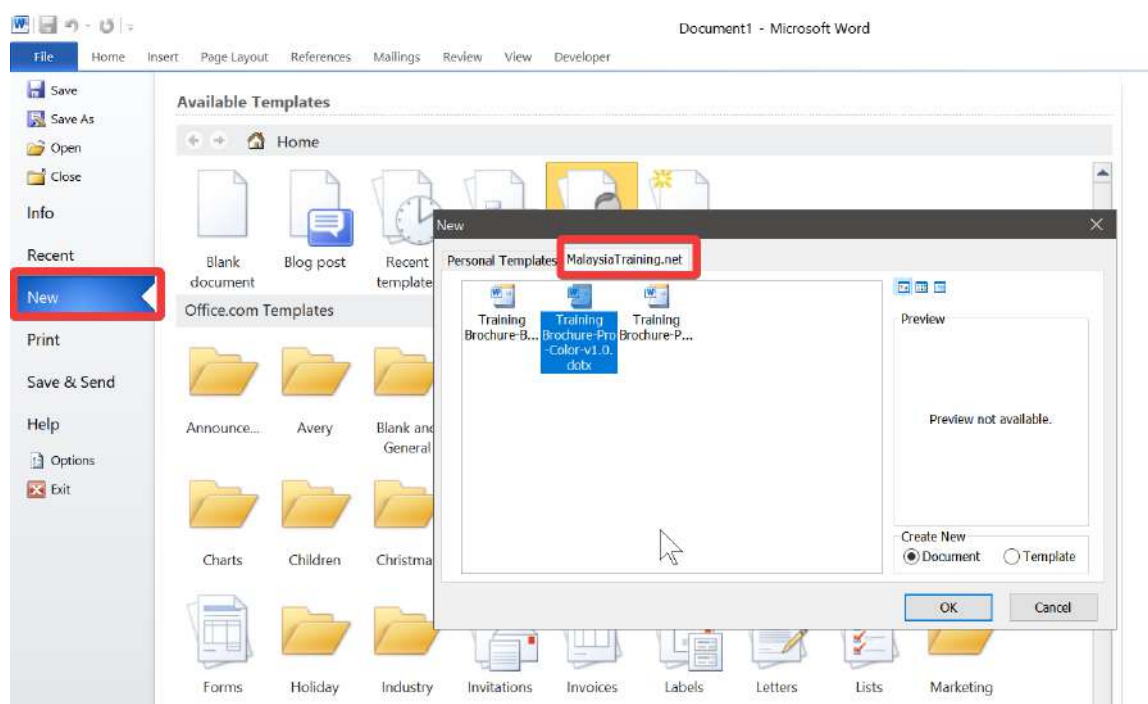 Document1 - Microsoft Word
File Home Insert Page Layout References Mailings Review View Developer
Save
Save As
Open
Close
Info
Recent
New
Print
Save & Send
Help
Options
Exit
Available Templates
Home
Blank
document
Blog post
Recent
template
Office.com Templates
Announce...
Avery
Blank and
General
Charts
Children
Christma
Forms
Holiday
Industry
Invitations
Invoices
Labels
Letters
Lists
Marketing
New
Personal Templates
MalaysiaTraining.net
Training
Brochure-B...
Training
Brochure-Pro
-Color-v1.0.
dotx
Training
Brochure-P...
Preview
Preview not available.
Create New
Document
Template
OK
Cancel